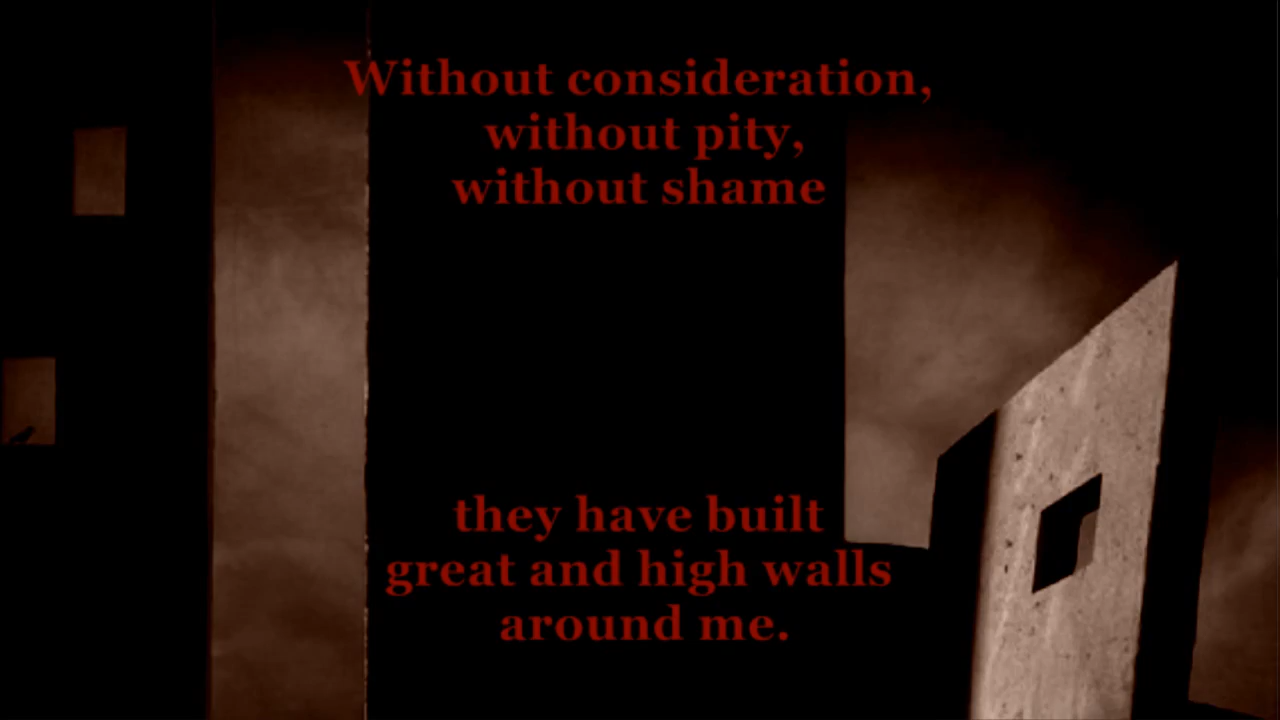 Without consideration,
without pity,
without shame
they have built
great and high walls
around me.